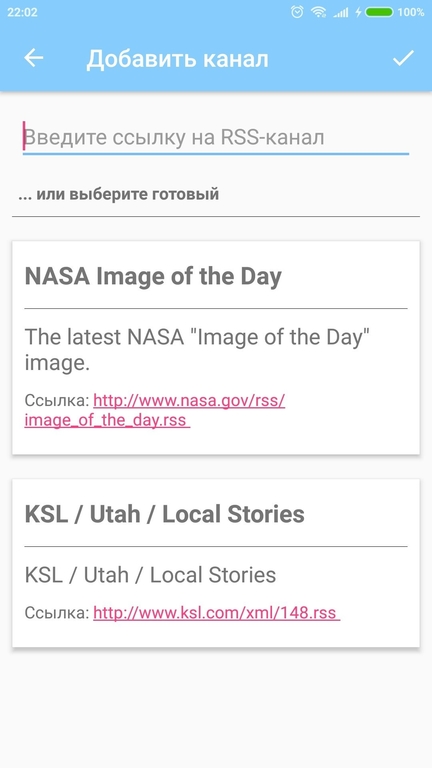 22:02
100%
Добавить канал
Введите ссылку на RSS-канал
... или выберите готовый
NASA Image of the Day
The latest NASA "Image of the Day"
image.
Ссылка: http://www.nasa.gov/rss/
image_of_the_day.rss
KSL / Utah / Local Stories
KSL / Utah / Local Stories
Ссылка: http://www.ksl.com/xml/148.rss